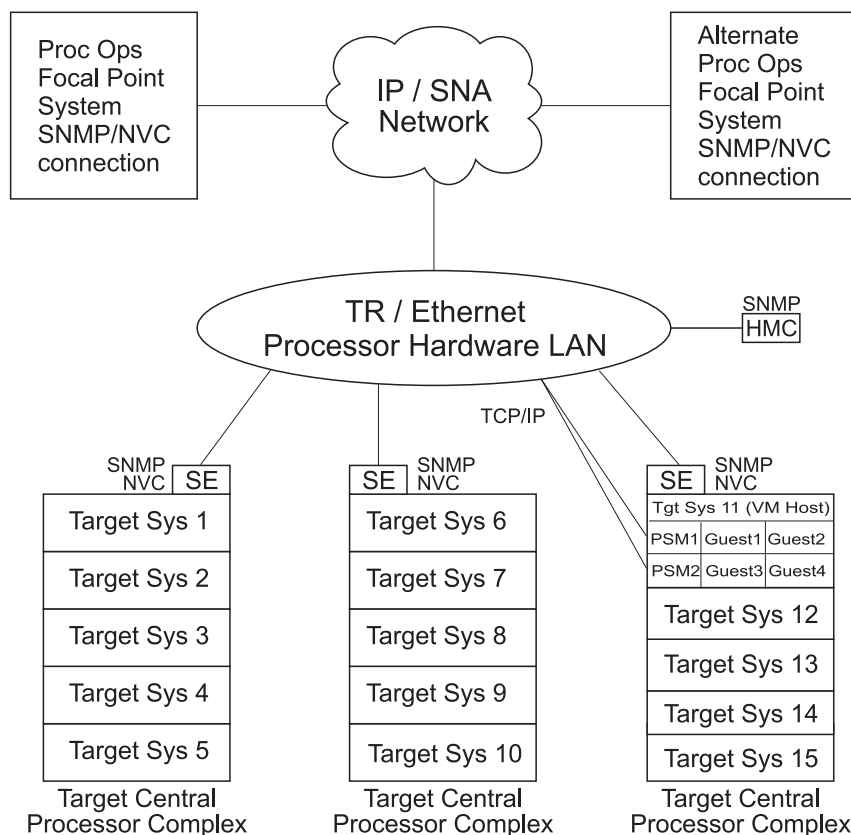 Proc Ops
Focal Point
System
SNMP/NVC
connection
IP / SNA
Network
Alternate
Proc Ops
Focal Point
System
SNMP/NVC
connection
TR / Ethernet
Processor Hardware LAN
SNMP
HMC
TCP/IP
SNMP
NVC
SE
Target Sys 1
Target Sys 2
Target Sys 3
Target Sys 4
Target Sys 5
Target Central
Processor Complex
SE
SNMP
NVC
Target Sys 6
Target Sys 7
Target Sys 8
Target Sys 9
Target Sys 10
Target Central
Processor Complex
SE
SNMP
NVC
Tgt Sys 11 (VM Host)
PSM1 Guest1 Guest2
PSM2 Guest3 Guest4
Target Sys 12
Target Sys 13
Target Sys 14
Target Sys 15
Target Central
Processor Complex